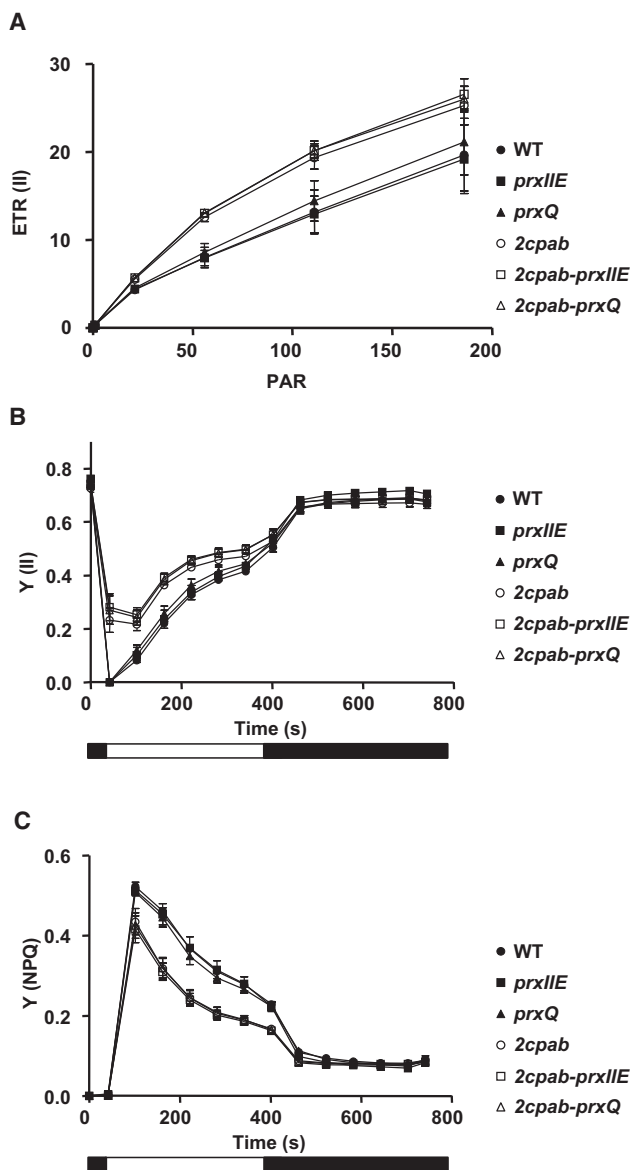 A
30
20
10
0
ETR (II)
0 50 100 150 200
PAR
WT
prxIIE
prxQ
2cpab
2cpab-prxIIE
2cpab-prxQ
B
0.8
0.6
0.4
0.2
0.0
Y (II)
0 200 400 600 800
Time (s)
WT
prxIIE
prxQ
2cpab
2cpab-prxIIE
2cpab-prxQ
C
0.6
0.4
0.2
0.0
Y (NPQ)
0 200 400 600 800
Time (s)
WT
prxIIE
prxQ
2cpab
2cpab-prxIIE
2cpab-prxQ